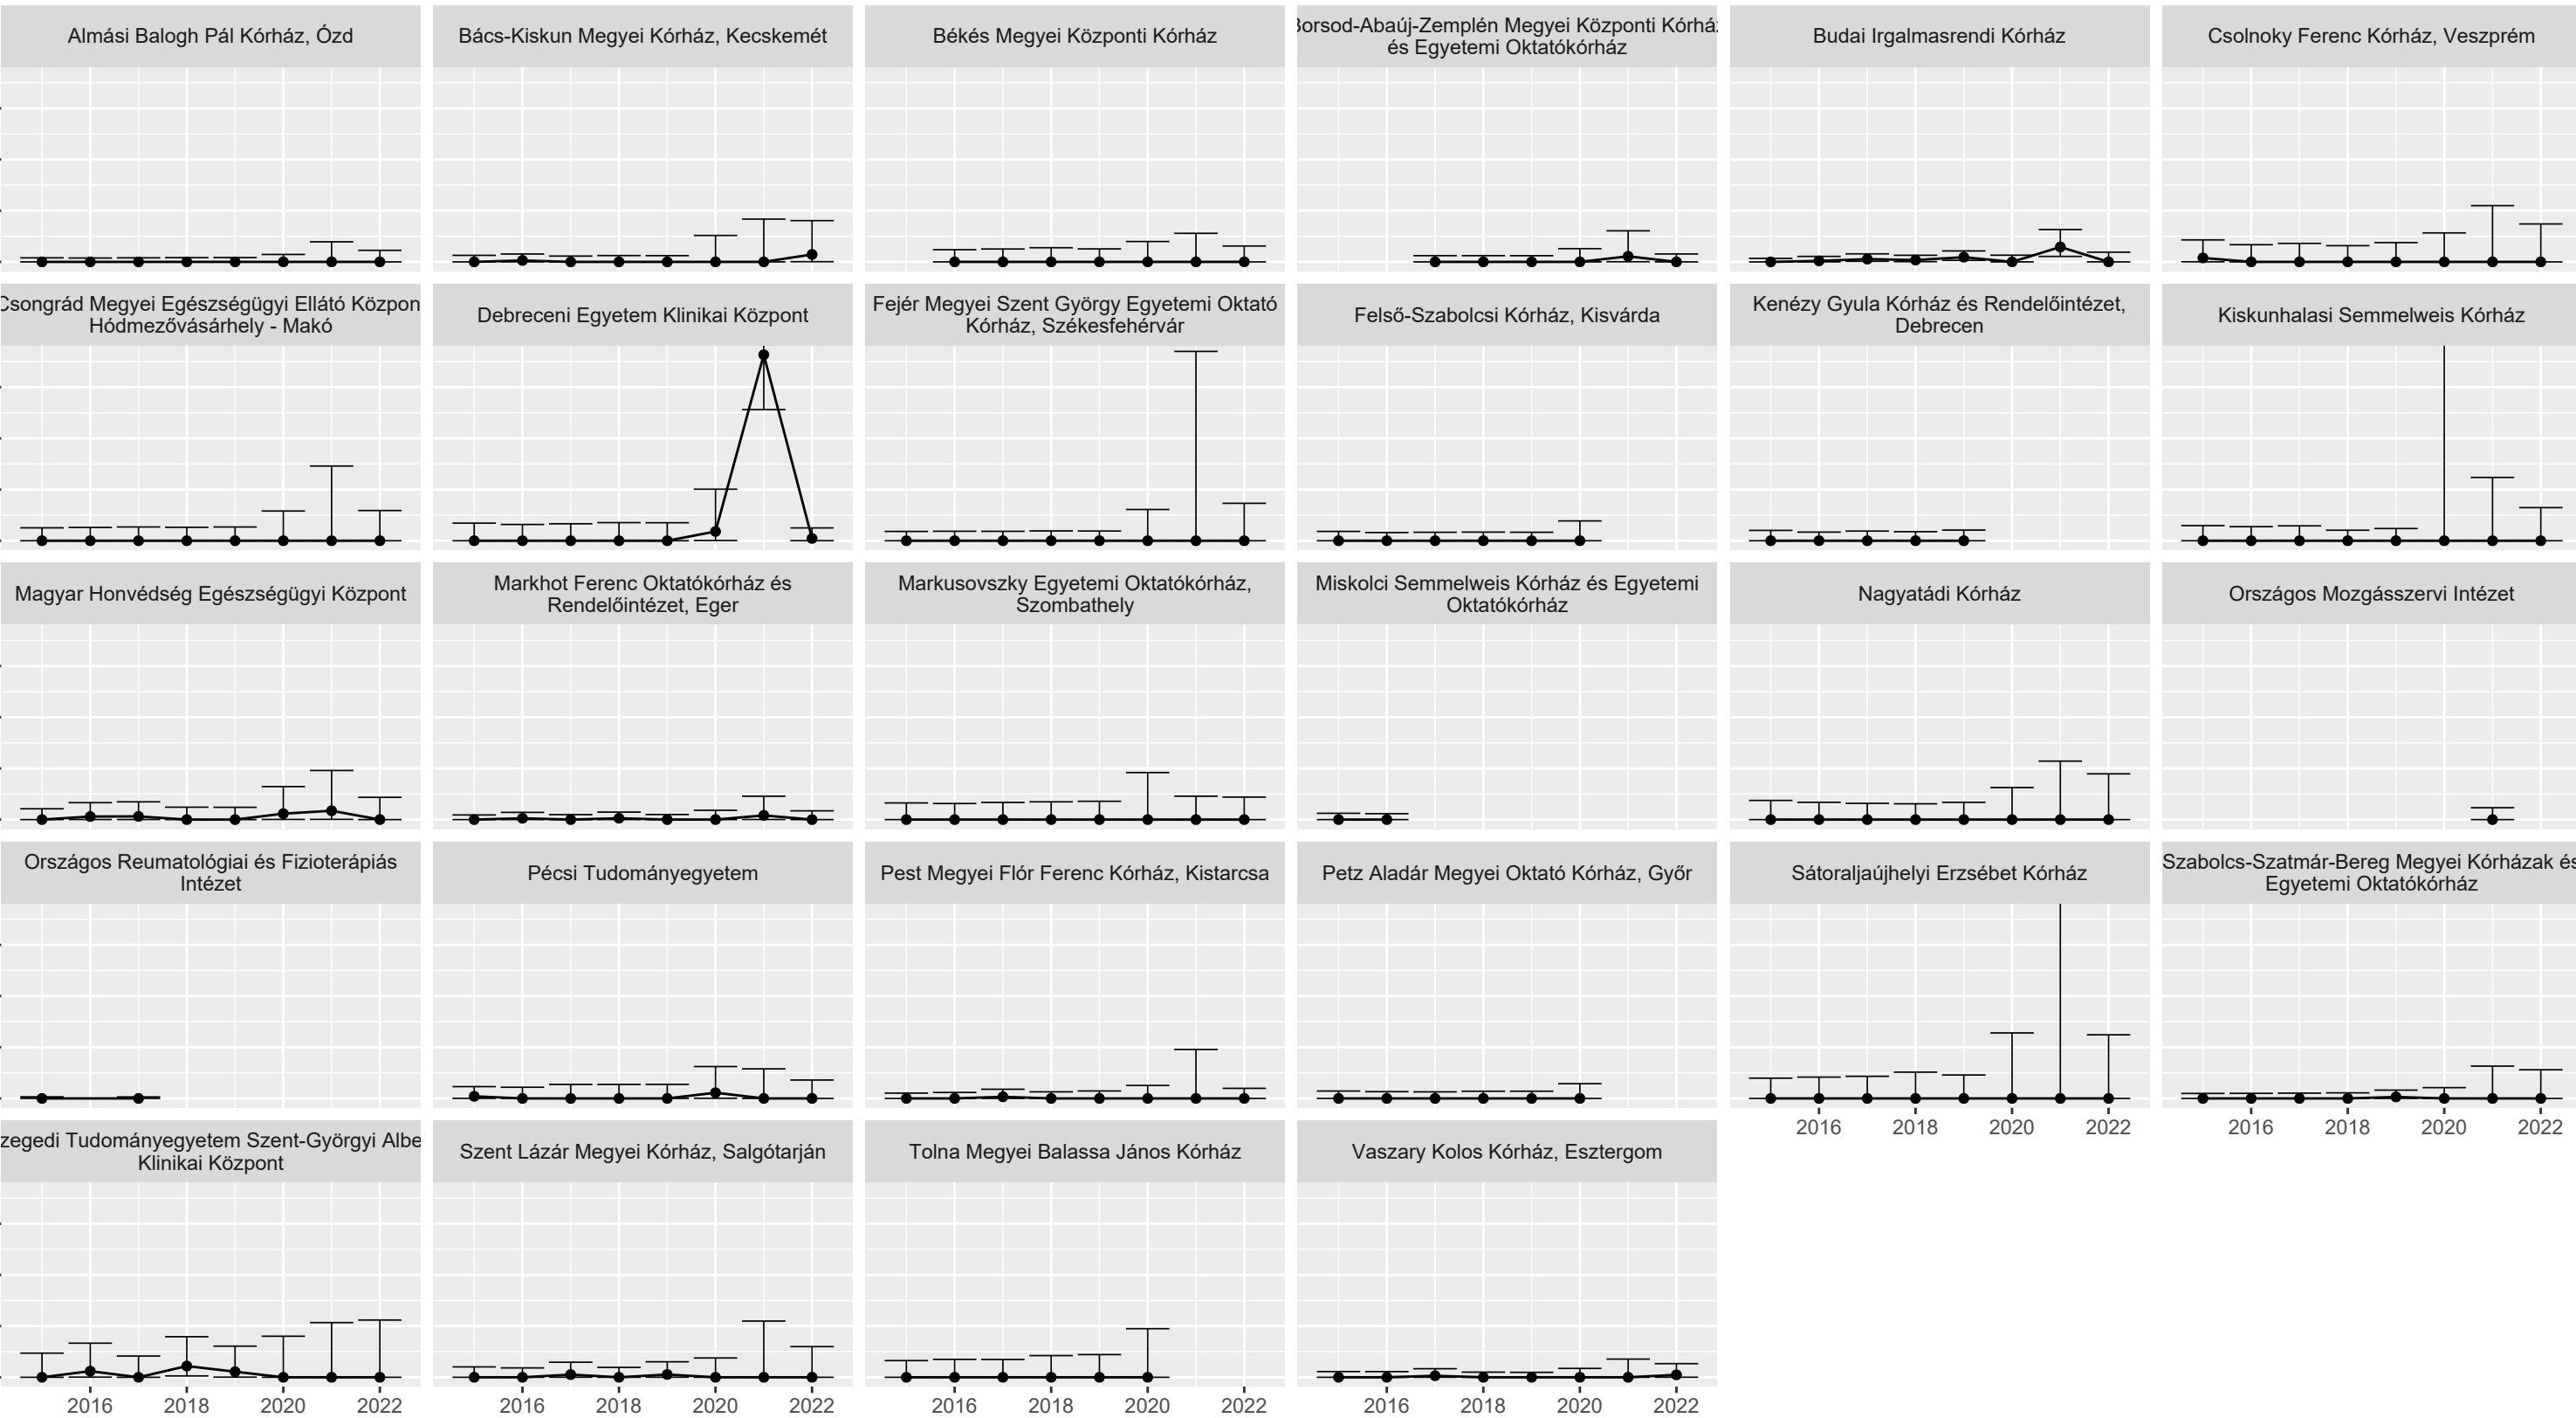 Almási Balogh Pál Kórház, Ózd
Bács-Kiskun Megyei Kórház, Kecskemét
Békés Megyei Központi Kórház
Borsod-Abaúj-Zemplén Megyei Központi Kórház
és Egyetemi Oktatókórház
Budai Irgalmasrendi Kórház
Csolnoky Ferenc Kórház, Veszprém
Csongrád Megyei Egészségügyi Ellátó Közpon
Hódmezővásárhely - Makó
Debreceni Egyetem Klinikai Központ
Fejér Megyei Szent György Egyetemi Oktató
Kórház, Székesfehérvár
Felső-Szabolcsi Kórház, Kisvárda
Kenézy Gyula Kórház és Rendelőintézet,
Debrecen
Kiskunhalasi Semmelweis Kórház
Magyar Honvédség Egészségügyi Központ
Markhot Ferenc Oktatókórház és
Rendelőintézet, Eger
Markusovszky Egyetemi Oktatókórház,
Szombathely
Miskolci Semmelweis Kórház és Egyetemi
Oktatókórház
Nagyatádi Kórház
Országos Mozgásszervi Intézet
Országos Reumatológiai és Fizioterápiás
Intézet
Pécsi Tudományegyetem
Pest Megyei Flór Ferenc Kórház, Kistarcsa
Petz Aladár Megyei Oktató Kórház, Győr
Sátoraljaújhelyi Erzsébet Kórház
Szabolcs-Szatmár-Bereg Megyei Kórházak és
Egyetemi Oktatókórház
2016 2018 2020 2022
2016 2018 2020 2022
zegedi Tudományegyetem Szent-Györgyi Albe
Klinikai Központ
Szent Lázár Megyei Kórház, Salgótarján
Tolna Megyei Balassa János Kórház
Vaszary Kolos Kórház, Esztergom
2016 2018 2020 2022
2016 2018 2020 2022
2016 2018 2020 2022
2016 2018 2020 2022